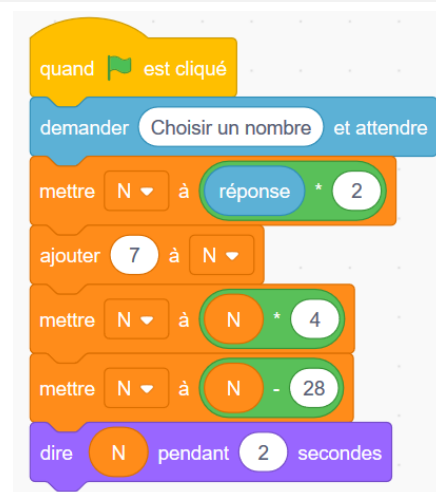 quand est cliqué
demander Choisir un nombre et attendre
mettre N à réponse * 2
ajouter 7 à N
mettre N à N * 4
mettre N à N - 28
dire N pendant 2 secondes